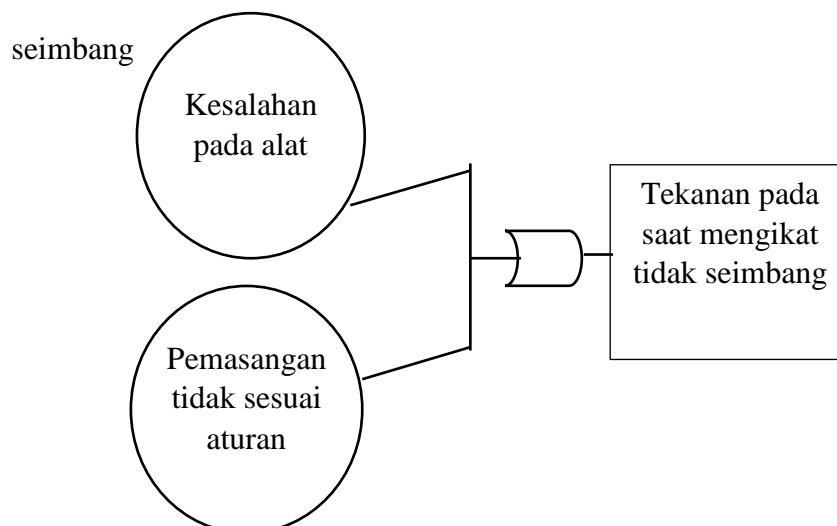 seimbang
Kesalahan
pada alat
Tekanan pada
saat mengikat
tidak seimbang
Pemasangan
tidak sesuai
aturan